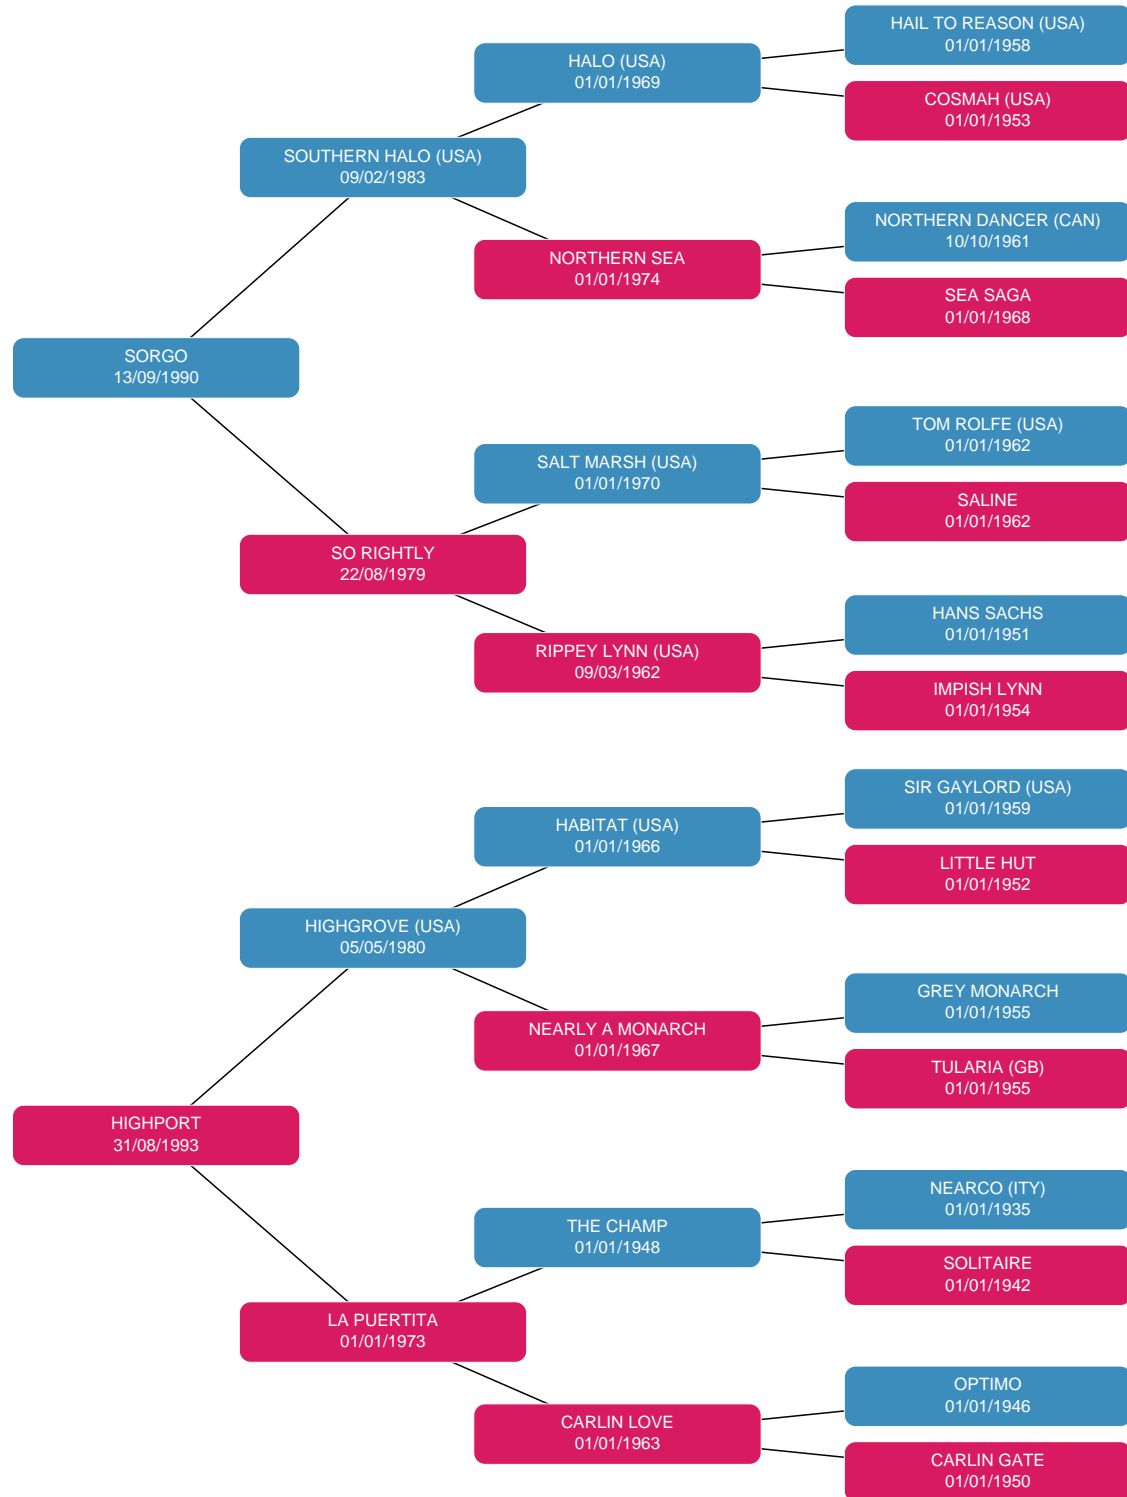 HAIL TO REASON (USA)
01/01/1958
HALO (USA)
01/01/1969
COSMAH (USA)
01/01/1953
SOUTHERN HALO (USA)
09/02/1983
NORTHERN DANCER (CAN)
10/10/1961
NORTHERN SEA
01/01/1974
SEA SAGA
01/01/1968
SORGO
13/09/1990
TOM ROLFE (USA)
01/01/1962
SALT MARSH (USA)
01/01/1970
SALINE
01/01/1962
SO RIGHTLY
22/08/1979
HANS SACHS
01/01/1951
RIPPEY LYNN (USA)
09/03/1962
IMPISH LYNN
01/01/1954
SIR GAYLORD (USA)
01/01/1959
HABITAT (USA)
01/01/1966
LITTLE HUT
01/01/1952
HIGHGROVE (USA)
05/05/1980
GREY MONARCH
01/01/1955
NEARLY A MONARCH
01/01/1967
TULARIA (GB)
01/01/1955
HIGHPORT
31/08/1993
NEARCO (ITY)
01/01/1935
THE CHAMP
01/01/1948
SOLITAIRE
01/01/1942
LA PUERTITA
01/01/1973
OPTIMO
01/01/1946
CARLIN LOVE
01/01/1963
CARLIN GATE
01/01/1950